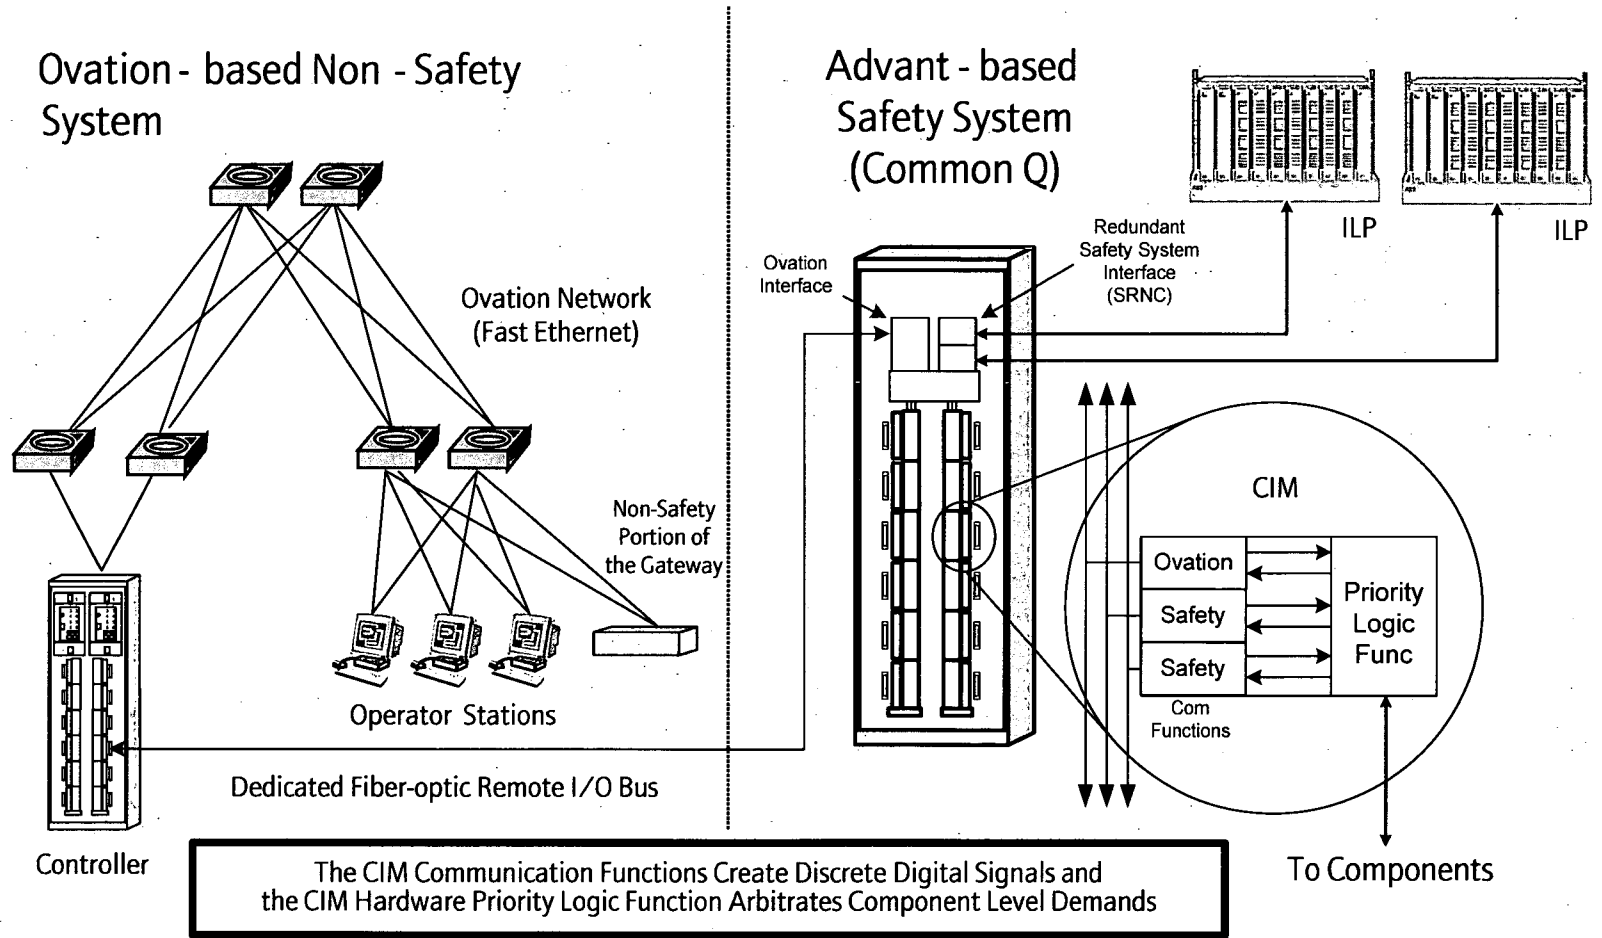 Ovation - based Non - Safety
System
Advant - based
Safety System
(Common Q)
ILP
ILP
Redundant
Safety System
Interface
(SRNC)
Ovation
Interface
Ovation Network
(Fast Ethernet)
CIM
Non-Safety
Portion of
the Gateway
Ovation
Safety
Safety
Priority
Logic
Func
Com
Functions
Operator Stations
Dedicated Fiber-optic Remote I/O Bus
Controller
To Components
The CIM Communication Functions Create Discrete Digital Signals and
the CIM Hardware Priority Logic Function Arbitrates Component Level Demands